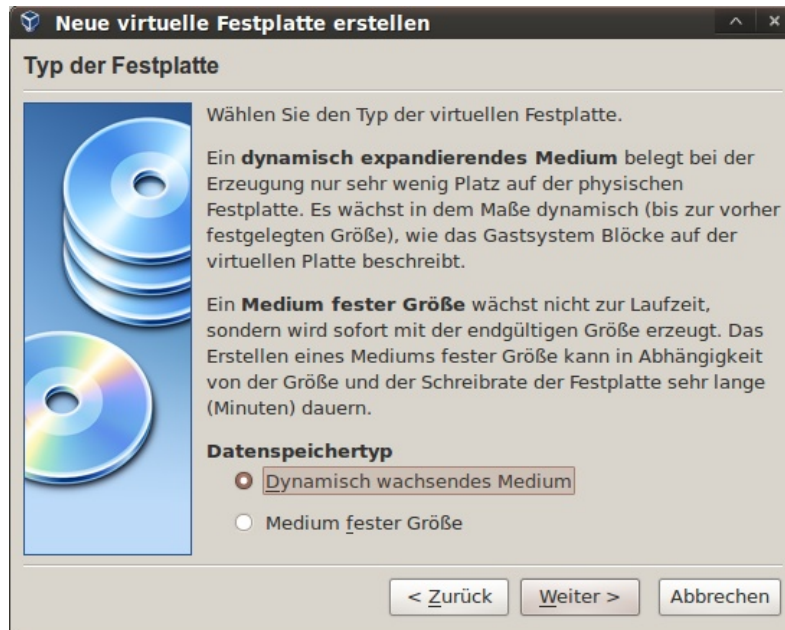 Neue virtuelle Festplatte erstellen
Typ der Festplatte
Wählen Sie den Typ der virtuellen Festplatte.
Ein dynamisch expandierendes Medium belegt bei der
Erzeugung nur sehr wenig Platz auf der physischen
Festplatte. Es wächst in dem Maße dynamisch (bis zur vorher
festgelegten Größe), wie das Gastsystem Blöcke auf der
virtuellen Platte beschreibt.
Ein Medium fester Größe wächst nicht zur Laufzeit,
sondern wird sofort mit der endgültigen Größe erzeugt. Das
Erstellen eines Mediums fester Größe kann in Abhängigkeit
von der Größe und der Schreibrate der Festplatte sehr lange
(Minuten) dauern.
Datenspeichertyp
Dynamisch wachsendes Medium
Medium fester Größe
< Zurück Weiter > Abbrechen